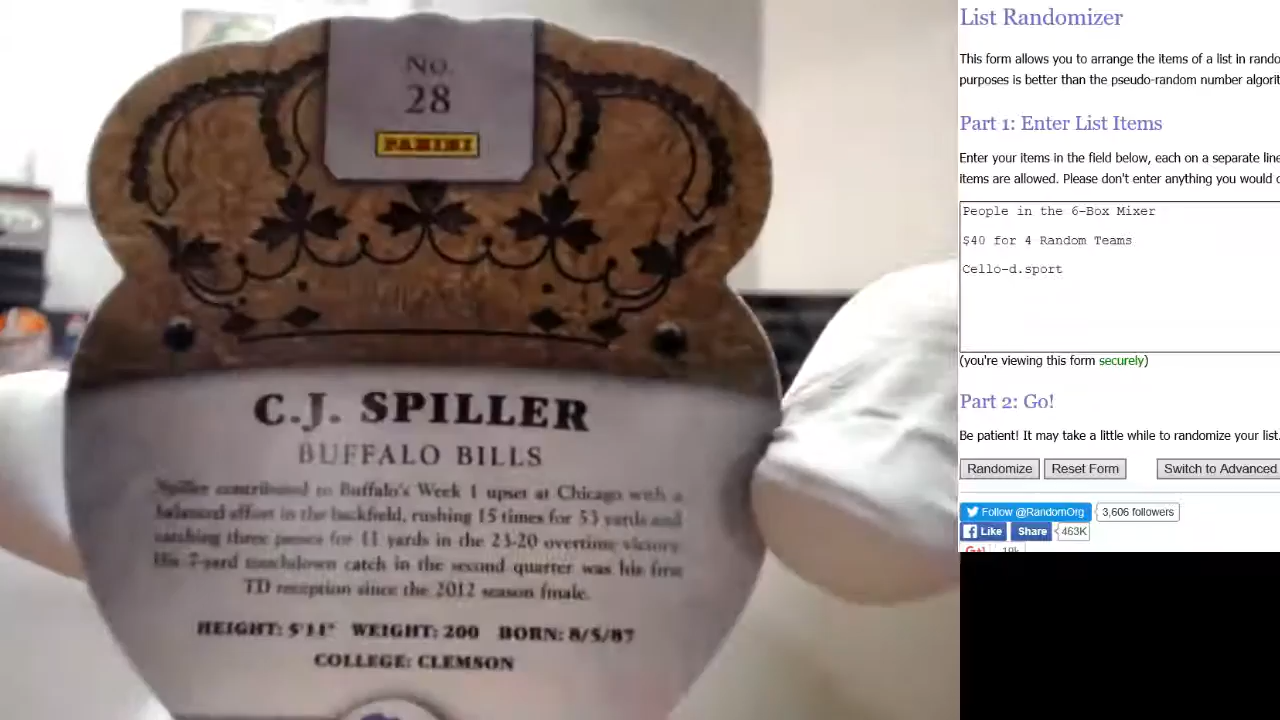 No.
28
PANINI
C.J. SPILLER
BUFFALO BILLS
Spiller contributed to Buffalo's Week 1 upset at Chicago with a
balanced effort in the backfield, rushing 15 times for 53 yards and
catching three passes for 11 yards in the 23-20 overtime victory.
His 7-yard touchdown catch in the second quarter was his first
TD reception since the 2012 season finale.
HEIGHT: 5'11" WEIGHT: 200 BORN: 8/5/87
COLLEGE: CLEMSON
List Randomizer
This form allows you to arrange the items of a list in rando
purposes is better than the pseudo-random number algorit
Part 1: Enter List Items
Enter your items in the field below, each on a separate line
items are allowed. Please don't enter anything you would c
People in the 6-Box Mixer
$40 for 4 Random Teams
Cello-d.sport
(you're viewing this form securely)
Part 2: Go!
Be patient! It may take a little while to randomize your list.
Randomize Reset Form Switch to Advanced
Follow @RandomOrg 3,606 followers
Like Share 463K
G+1 19k